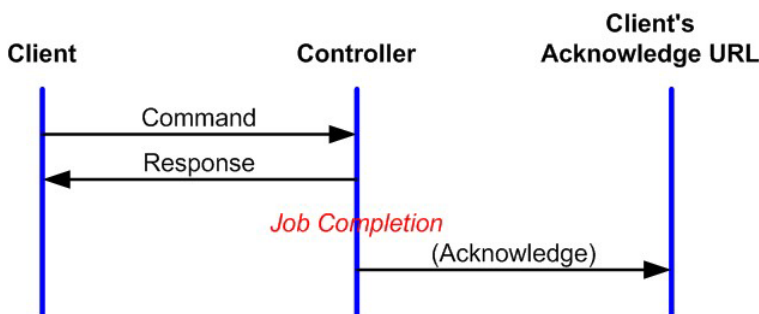 Client
Controller
Client's
Acknowledge URL
Command
Response
Job Completion
(Acknowledge)